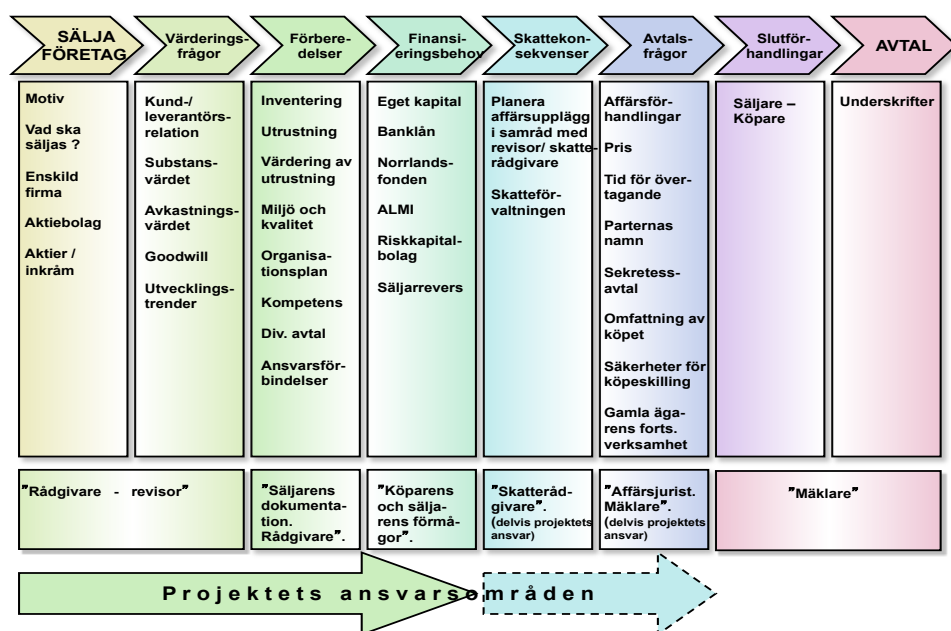 SÄLJA
FÖRETAG
Värderings-
frågor
Förbere-
delser
Finansi-
eringsbehov
Skattekon-
sekvenser
Avtals-
frågor
Slutför-
handlingar
AVTAL
Motiv
Vad ska
säljas ?
Enskild
firma
Aktiebolag
Aktier /
inkråm
Kund-/
leverantörs-
relation
Substans-
värdet
Avkastnings-
värdet
Goodwill
Utvecklings-
trender
Inventering
Utrustning
Värdering av
utrustning
Miljö och
kvalitet
Organisa-
tionsplan
Kompetens
Div. avtal
Ansvarsför-
bindelser
Eget kapital
Banklån
Norrlands-
fonden
ALMI
Riskkapital-
bolag
Säljarrevers
Planera
affärsupplägg
i samråd med
revisor/ skatte-
rådgivare
Skatteför-
valtningen
Affärsför-
handlingar
Pris
Tid för över-
tagande
Parternas
namn
Sekretess-
avtal
Omfattning av
köpet
Säkerheter för
köpeskilling
Gamla äga-
rens forts.
verksamhet
Säljare –
Köpare
Underskrifter
”Rådgivare - revisor”
”Säljarens
dokumenta-
tion.
Rådgivare”.
”Köparens
och sälja-
rens förmå-
gor”.
”Skatteråd-
givare”.
(delvis projektets
ansvar)
”Affärsjurist.
Mäklare”.
(delvis projektets
ansvar)
”Mäklare”
Projektets ansvarsområden